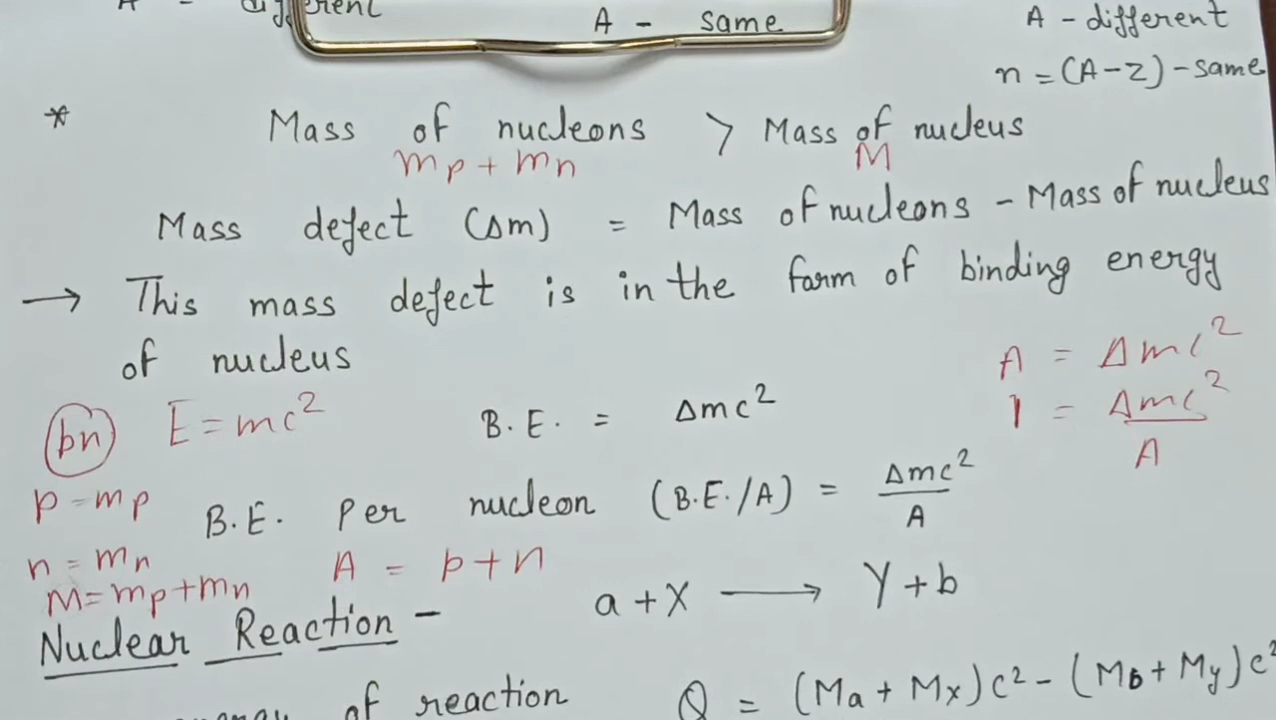 A - different
A - same
A - different
n = (A-Z) - same
* Mass of nucleons > Mass of nucleus
mp + mn
M
Mass defect (Δm) = Mass of nucleons - Mass of nucleus
→ This mass defect is in the form of binding energy
of nucleus
A = Δmc²
pn E = mc²
B.E. = Δmc²
1 = Δmc²/A
p = mp
B.E. Per nucleon (B.E./A) = Δmc²/A
n = mn
A = p+n
M = mp+mn
a + X → Y + b
Nuclear Reaction -
of reaction Q = (Ma + Mx)c² - (Mb + My)c²